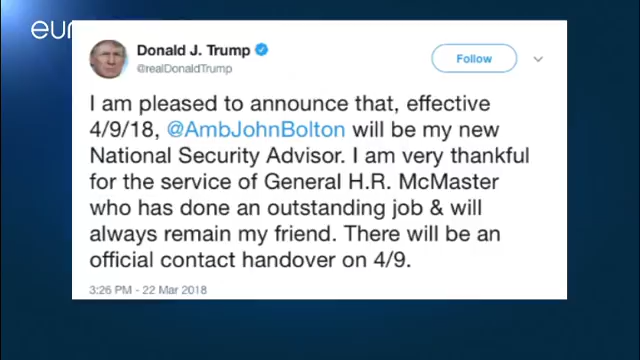 eur
Donald J. Trump
@realDonaldTrump
Follow
I am pleased to announce that, effective
4/9/18, @AmbJohnBolton will be my new
National Security Advisor. I am very thankful
for the service of General H.R. McMaster
who has done an outstanding job & will
always remain my friend. There will be an
official contact handover on 4/9.
3:26 PM - 22 Mar 2018